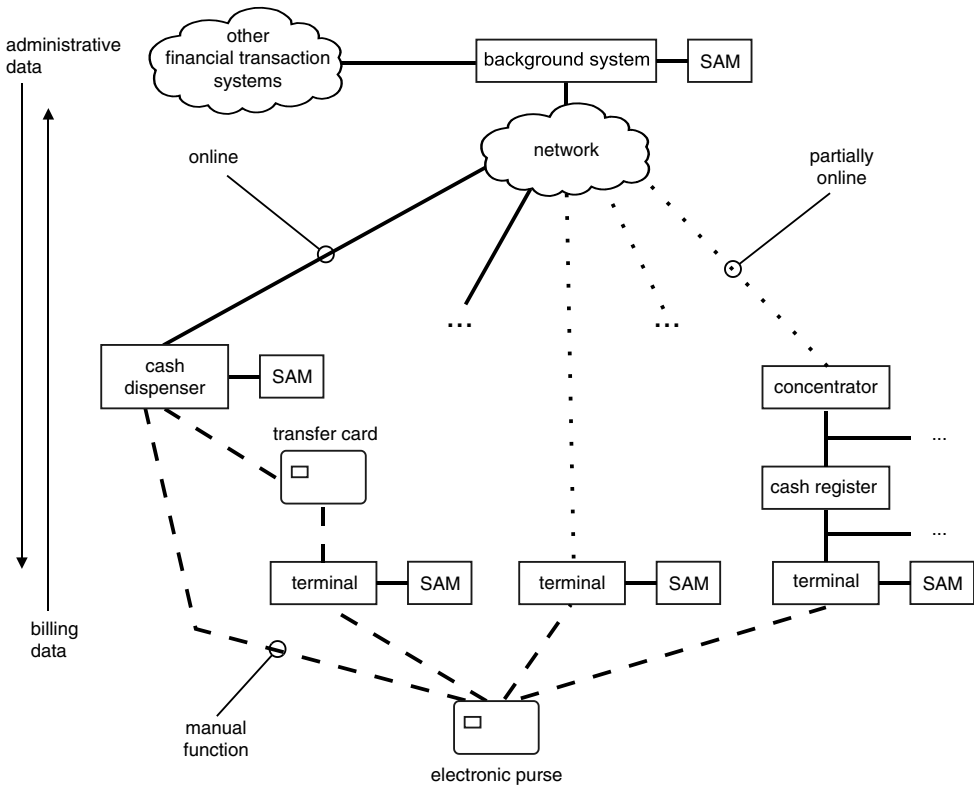 other
financial transaction
systems
administrative
data
background system
SAM
network
online
partially
online
...
...
cash
dispenser
SAM
concentrator
transfer card
...
cash register
...
terminal
SAM
terminal
SAM
terminal
SAM
billing
data
manual
function
electronic purse